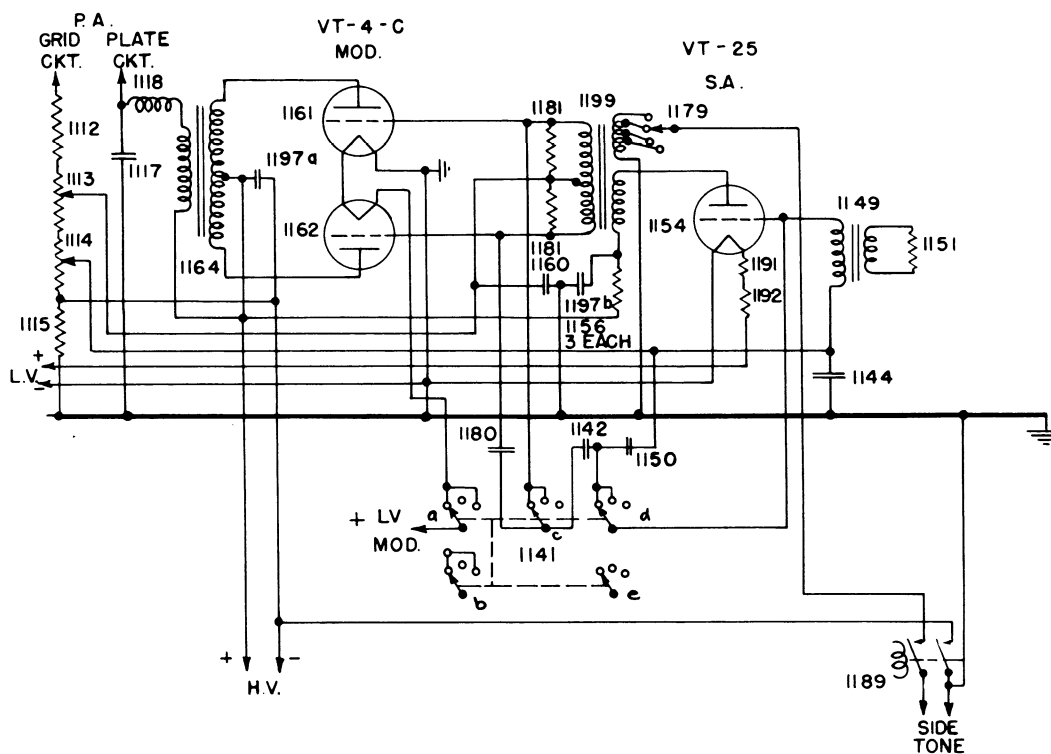 P.A.
GRID PLATE
CKT. CKT.
VT-4-C
MOD.
VT-25
S.A.
1118
1112
1117
1113
1114
1115
1164
1197a
1161
1162
1181
1199
1179
1181
1160
1197b
1156
3 EACH
1154
1191
1192
1149
1151
1144
+
L.V.
-
1180
1142
1150
a
+ LV
MOD.
c
1141
d
b
e
+ -
H.V.
1189
SIDE
TONE